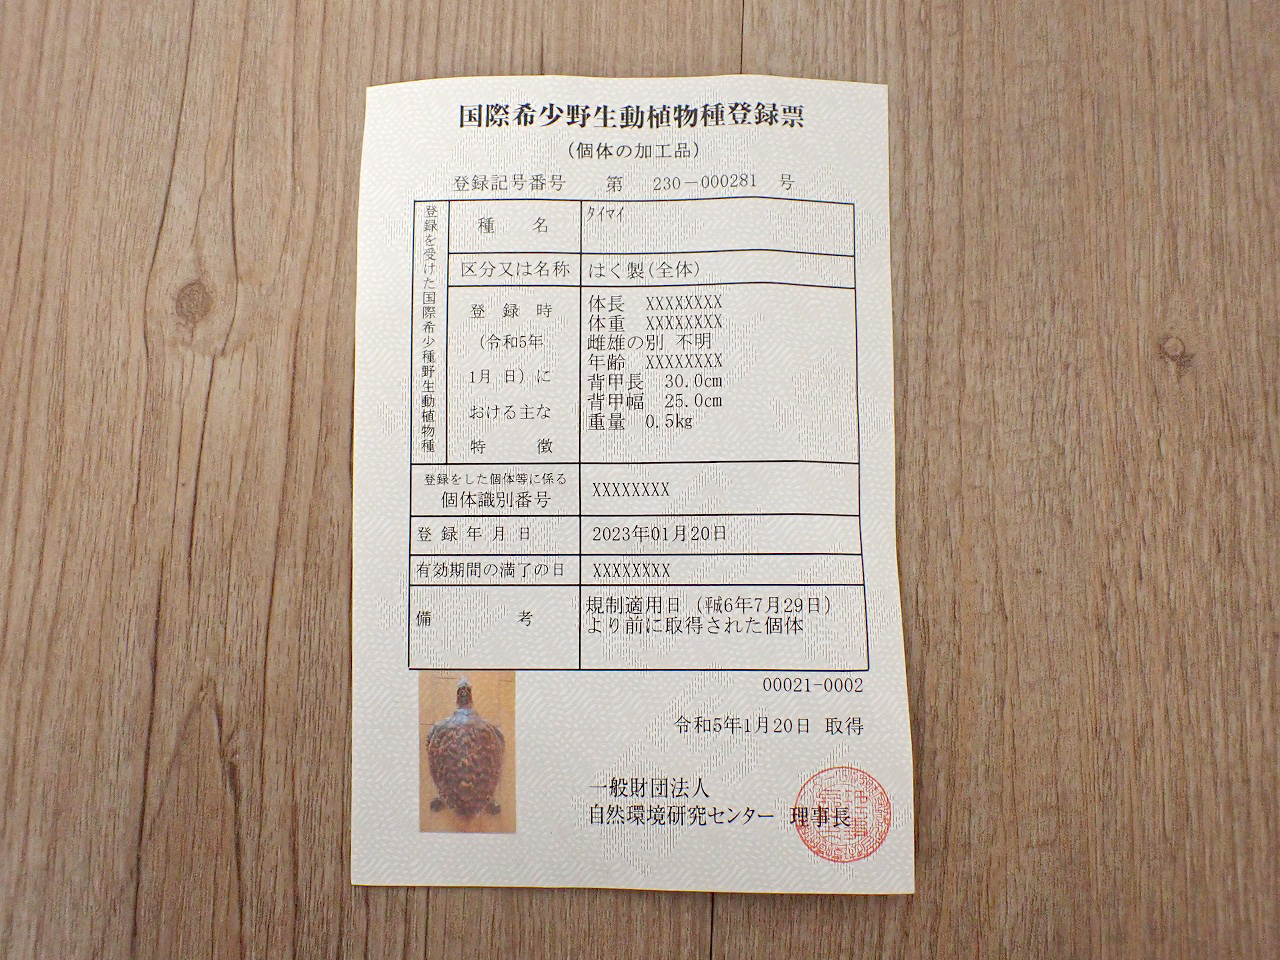 国際希少野生動植物種登録票
(個体の加工品)
登録記号番号 第 230-000281 号
登録を受けた国際希少種野生動植物種
種 名 タイマイ
区分又は名称 はく製(全体)
登録時
(令和5年
1月 日)に
おける主な
特 徴
体長 XXXXXXXX
体重 XXXXXXXX
雌雄の別 不明
年齢 XXXXXXXX
背甲長 30.0cm
背甲幅 25.0cm
重量 0.5kg
登録をした個体等に係る
個体識別番号 XXXXXXXX
登録年月日 2023年01月20日
有効期間の満了の日 XXXXXXXX
備 考
規制適用日(平成6年7月29日)
より前に取得された個体
00021-0002
令和5年1月20日 取得
一般財団法人
自然環境研究センター 理事長